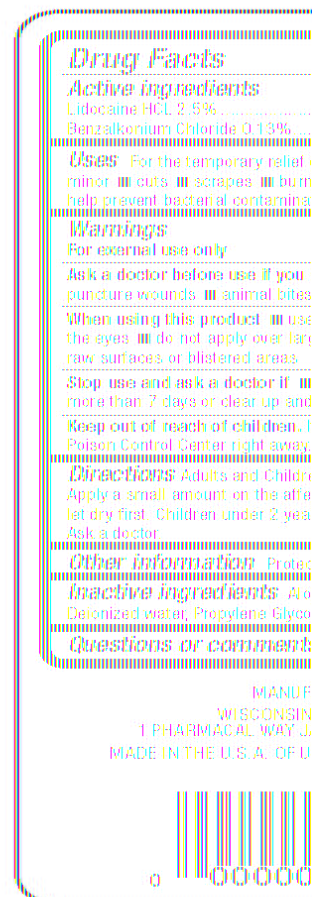 Drug Facts
Active ingredients
Lidocaine HCL 2.5%
Benzalkonium Chloride 0.13%
Uses For the temporary relief
minor cuts scrapes burn
help prevent bacterial contamina
Warnings
For exernal use only
Ask a doctor before use if you
puncture wounds animal bites
When using this product use
the eyes do not apply over larg
raw surfaces or blistered areas
Stop use and ask a doctor if
more than 7 days or clear up and
Keep out of reach of children.
Poison Control Center right away.
Directions Adults and Childre
Apply a small amount on the affe
let dry first. Children under 2 yea
Ask a doctor
Other information Protec
Inactive ingredients Alo
Deionized water, Propylene Glyco
Questions or comments
MANUF
WISCONSIN
1 PHARMACAL WAY JA
MADE IN THE U.S.A. OF U
0 00000